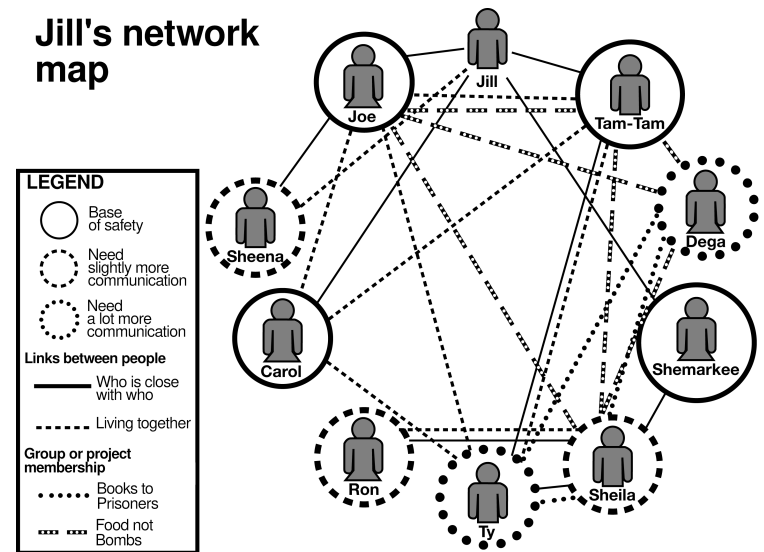 Jill's network
map
Jill
Joe
Tam-Tam
Sheena
Dega
Carol
Shemarkee
Ron
Ty
Sheila
LEGEND
Base
of safety
Need
slightly more
communication
Need
a lot more
communication
Links between people
Who is close
with who
Living together
Group or project
membership
Books to
Prisoners
Food not
Bombs